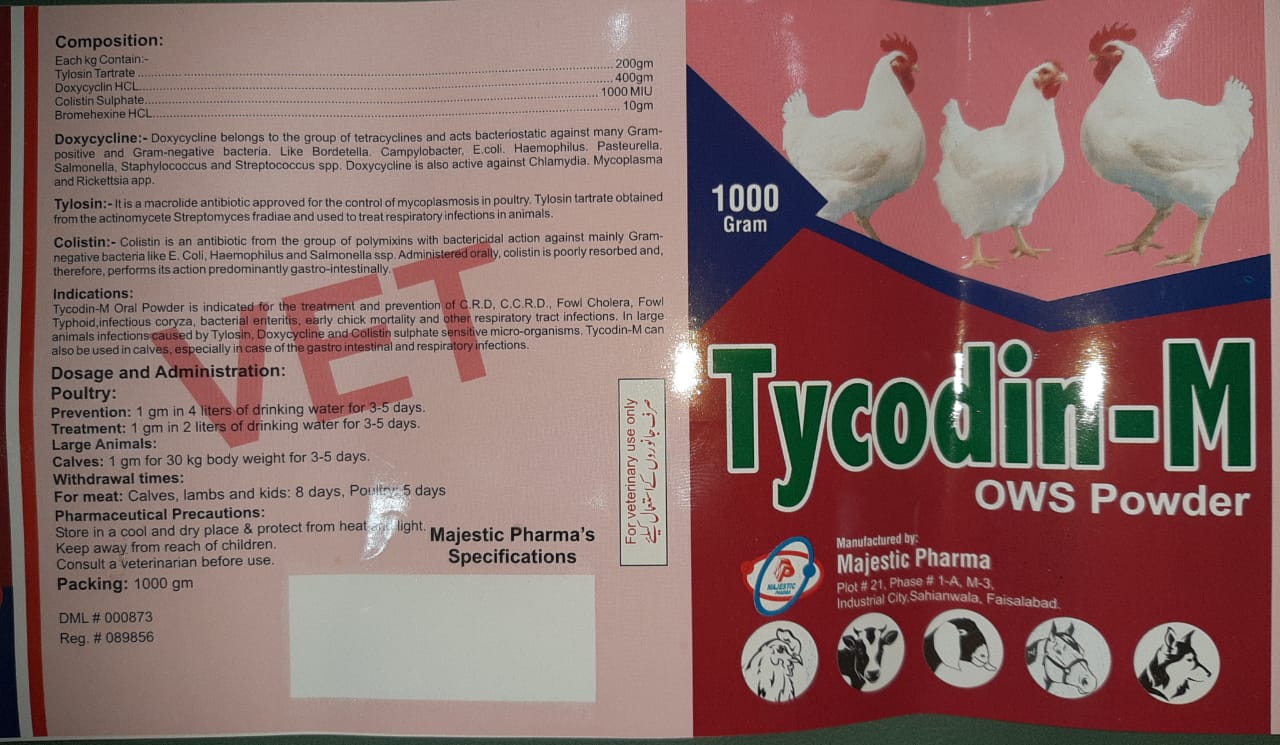 Composition:
Each kg Contain:-
Tylosin Tartrate........200gm
Doxycyclin HCL........400gm
Colistin Sulphate........1000 MIU
Bromehexine HCL........10gm
Doxycycline:- Doxycycline belongs to the group of tetracyclines and acts bacteriostatic against many Gram-
positive and Gram-negative bacteria. Like Bordetella. Campylobacter, E.coli. Haemophilus. Pasteurella.
Salmonella, Staphylococcus and Streptococcus spp. Doxycycline is also active against Chlamydia. Mycoplasma
and Rickettsia app.
Tylosin:- It is a macrolide antibiotic approved for the control of mycoplasmosis in poultry. Tylosin tartrate obtained
from the actinomycete Streptomyces fradiae and used to treat respiratory infections in animals.
Colistin:- Colistin is an antibiotic from the group of polymixins with bactericidal action against mainly Gram-
negative bacteria like E. Coli, Haemophilus and Salmonella ssp. Administered orally, colistin is poorly resorbed and,
therefore, performs its action predominantly gastro-intestinally.
Indications:
Tycodin-M Oral Powder is indicated for the treatment and prevention of C.R.D, C.C.R.D., Fowl Cholera, Fowl
Typhoid,infectious coryza, bacterial enteritis, early chick mortality and other respiratory tract infections. In large
animals infections caused by Tylosin, Doxycycline and Colistin sulphate sensitive micro-organisms. Tycodin-M can
also be used in calves, especially in case of the gastro intestinal and respiratory infections.
VET
Dosage and Administration:
Poultry:
Prevention: 1 gm in 4 liters of drinking water for 3-5 days.
Treatment: 1 gm in 2 liters of drinking water for 3-5 days.
Large Animals:
Calves: 1 gm for 30 kg body weight for 3-5 days.
Withdrawal times:
For meat: Calves, lambs and kids: 8 days, Poultry: 5 days
Pharmaceutical Precautions:
Store in a cool and dry place & protect from heat and light.
Keep away from reach of children.
Consult a veterinarian before use.
Packing: 1000 gm
Majestic Pharma's
Specifications
DML # 000873
Reg. # 089856
For veterinary use only
صرف جانوروں کے استعمال کیلئے
1000
Gram
Tycodin-M
OWS Powder
Manufactured by:
Majestic Pharma
Plot # 21, Phase # 1-A, M-3,
Industrial City.Sahianwala, Faisalabad.
MAJESTIC
PHARMA